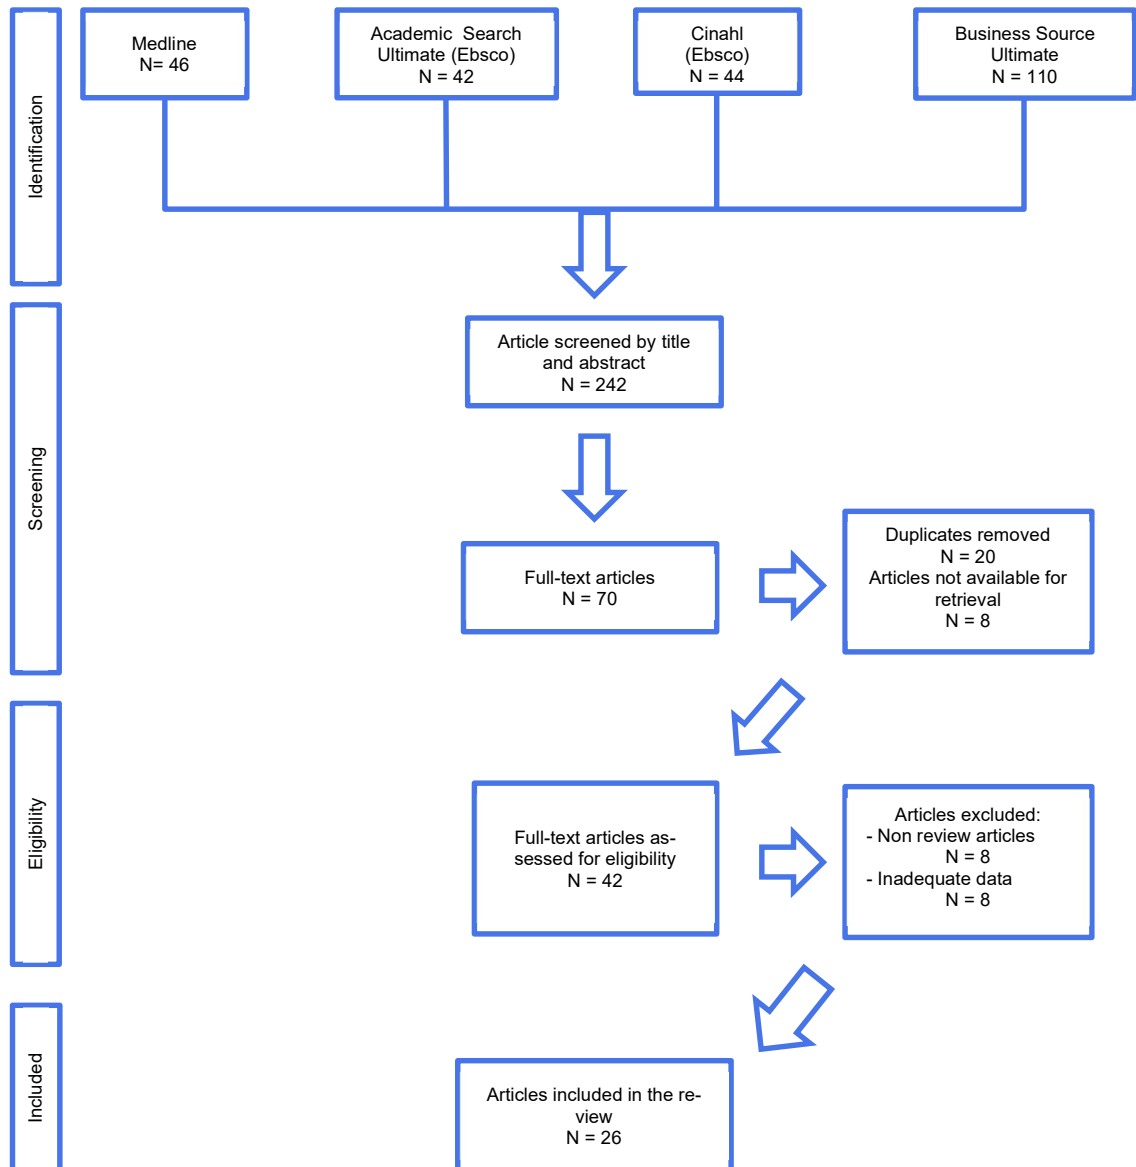 Identification
Medline
N= 46
Academic Search
Ultimate (Ebsco)
N = 42
Cinahl
(Ebsco)
N = 44
Business Source
Ultimate
N = 110
Screening
Article screened by title
and abstract
N = 242
Full-text articles
N = 70
Duplicates removed
N = 20
Articles not available for
retrieval
N = 8
Eligibility
Full-text articles as-
sessed for eligibility
N = 42
Articles excluded:
- Non review articles
N = 8
- Inadequate data
N = 8
Included
Articles included in the re-
view
N = 26